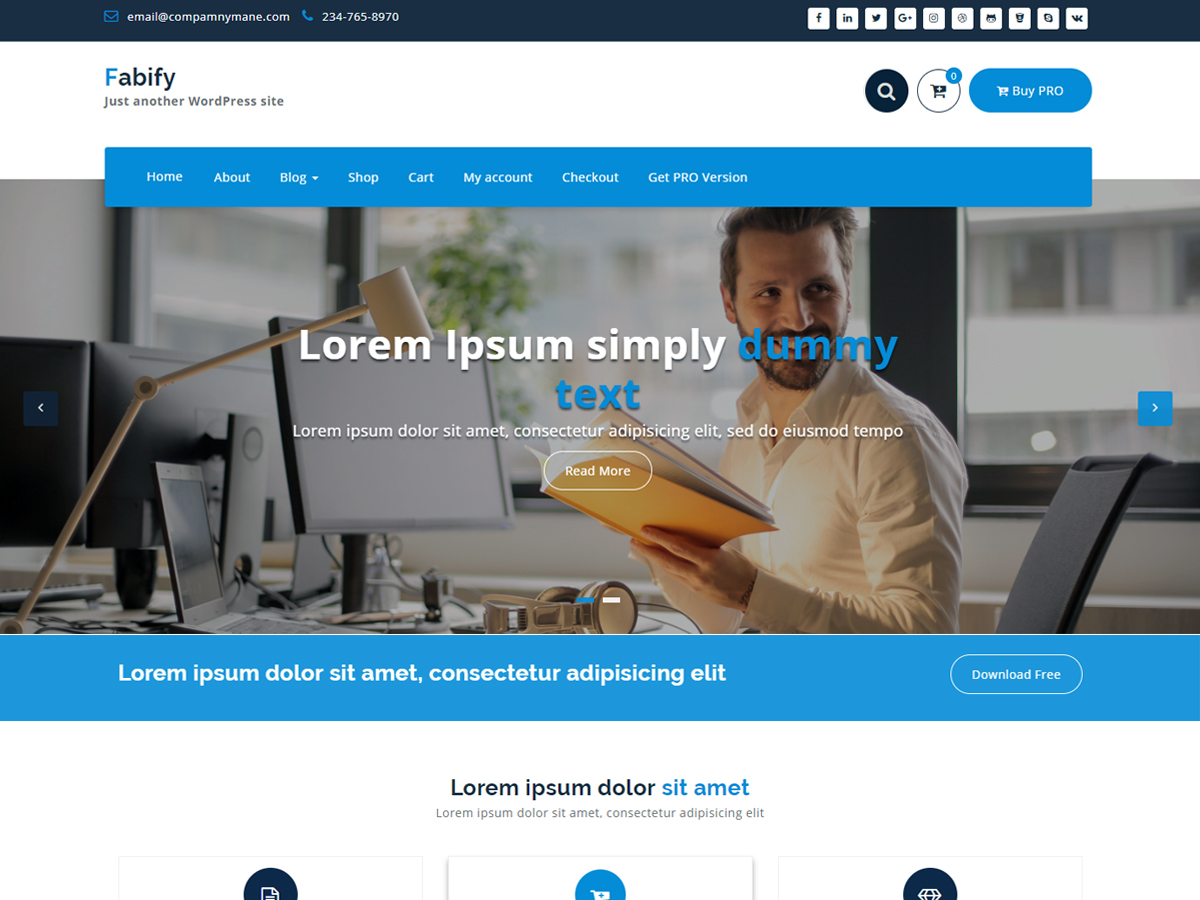 email@compamnymane.com 234-765-8970
Fabify
Just another WordPress site
0
Buy PRO
Home About Blog Shop Cart My account Checkout Get PRO Version
Lorem Ipsum simply dummy
text
Lorem ipsum dolor sit amet, consectetur adipisicing elit, sed do eiusmod tempo
Read More
Lorem ipsum dolor sit amet, consectetur adipisicing elit
Download Free
Lorem ipsum dolor sit amet
Lorem ipsum dolor sit amet, consectetur adipisicing elit